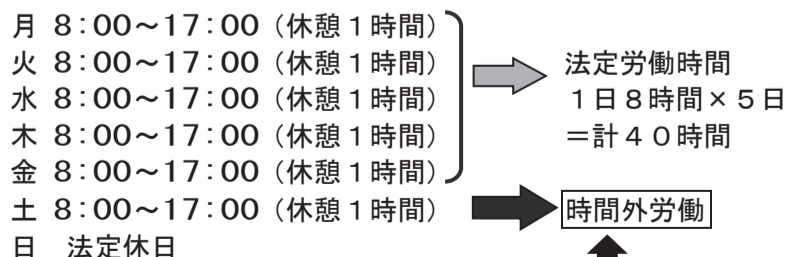 月 8:00～17:00（休憩1時間）
火 8:00～17:00（休憩1時間）
水 8:00～17:00（休憩1時間）
木 8:00～17:00（休憩1時間）
金 8:00～17:00（休憩1時間）
土 8:00～17:00（休憩1時間）
日　法定休日
法定労働時間
１日８時間×５日
＝計４０時間
時間外労働